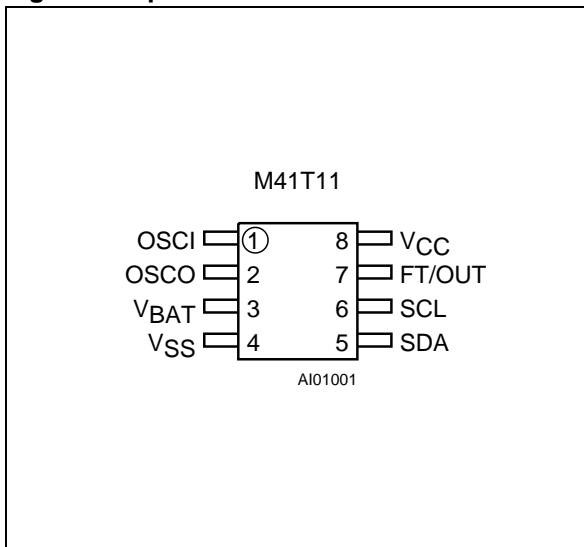 M41T11
OSCI 1 8 VCC
OSCO 2 7 FT/OUT
VBAT 3 6 SCL
VSS 4 5 SDA
AI01001